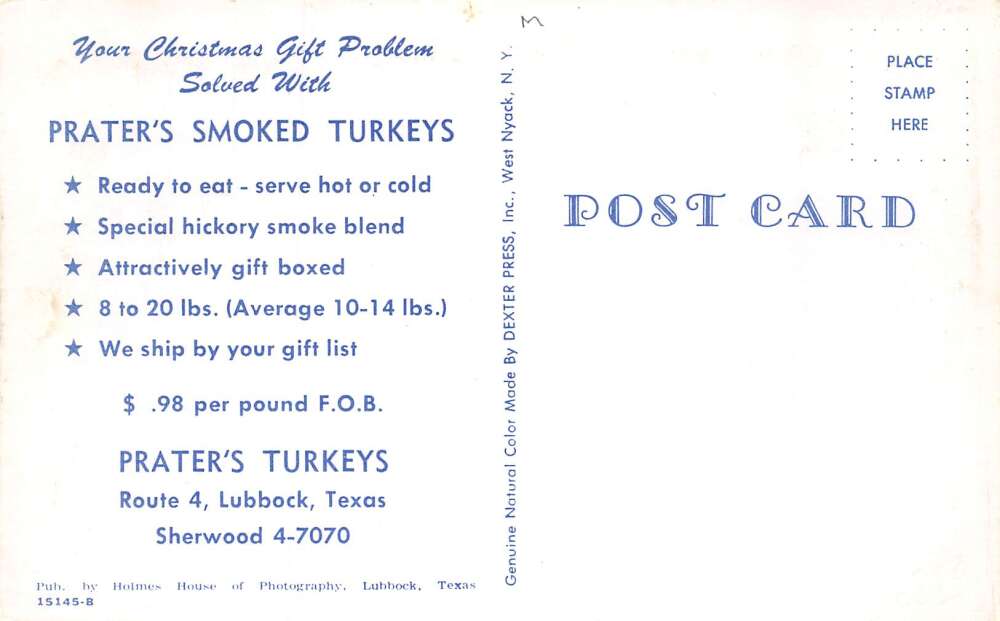 Your Christmas Gift Problem
Solved With
PRATER'S SMOKED TURKEYS
★ Ready to eat - serve hot or cold
★ Special hickory smoke blend
★ Attractively gift boxed
★ 8 to 20 lbs. (Average 10-14 lbs.)
★ We ship by your gift list
$ .98 per pound F.O.B.
PRATER'S TURKEYS
Route 4, Lubbock, Texas
Sherwood 4-7070
Pub. by Holmes House of Photography, Lubbock, Texas
15145-B
Genuine Natural Color Made By DEXTER PRESS, Inc., West Nyack, N. Y.
M
PLACE
STAMP
HERE
POST CARD